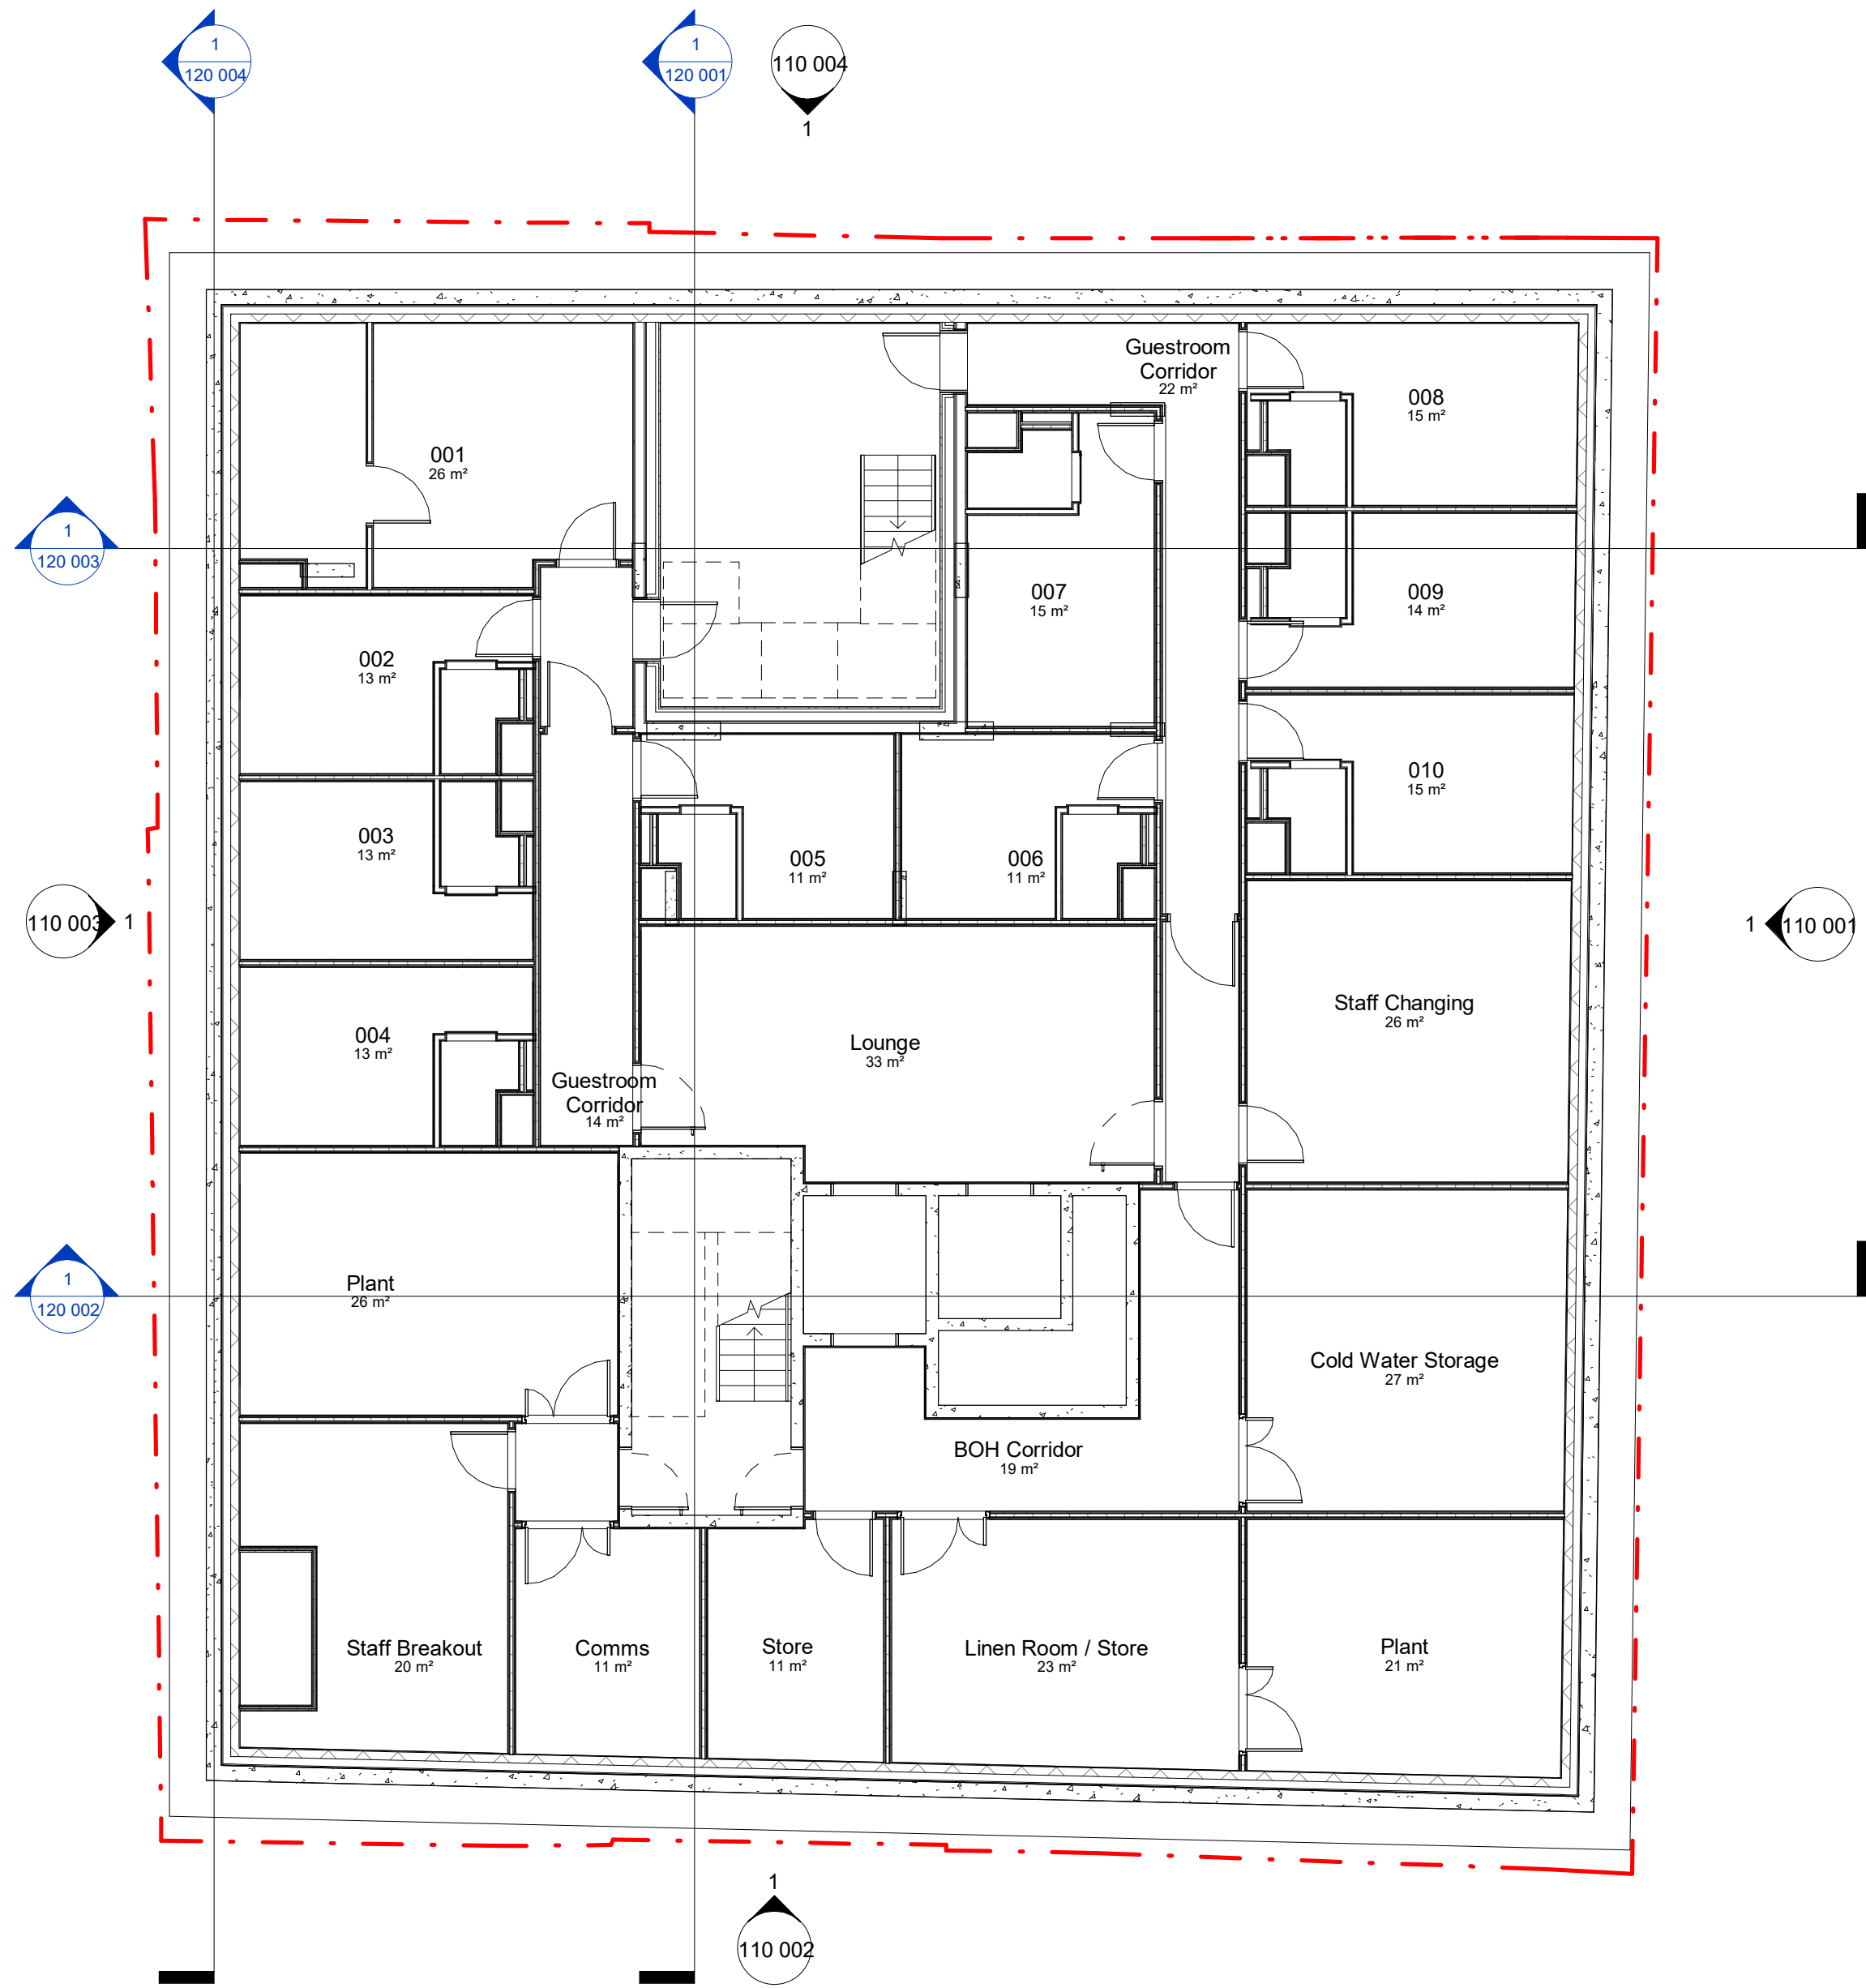 1
120 004
1
120 001
110 004
1
Guestroom
Corridor
22 m²
008
15 m²
001
26 m²
1
120 003
007
15 m²
009
14 m²
002
13 m²
010
15 m²
003
13 m²
005
11 m²
006
11 m²
110 003
1
1
110 001
Staff Changing
26 m²
004
13 m²
Lounge
33 m²
Guestroom
Corridor
14 m²
Plant
26 m²
1
120 002
Cold Water Storage
27 m²
BOH Corridor
19 m²
Staff Breakout
20 m²
Comms
11 m²
Store
11 m²
Linen Room / Store
23 m²
Plant
21 m²
1
110 002